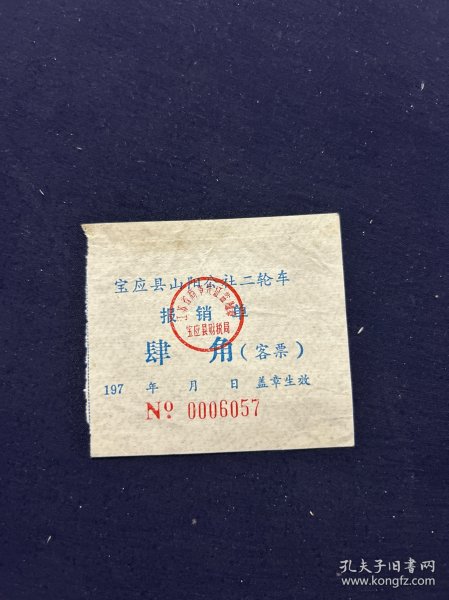 宝应县山阳公社二轮车
报销单
宝应县财税局
肆角(客票)
197 年 月 日 盖章生效
Nº 0006057
孔夫子旧书网
www.kongfz.com